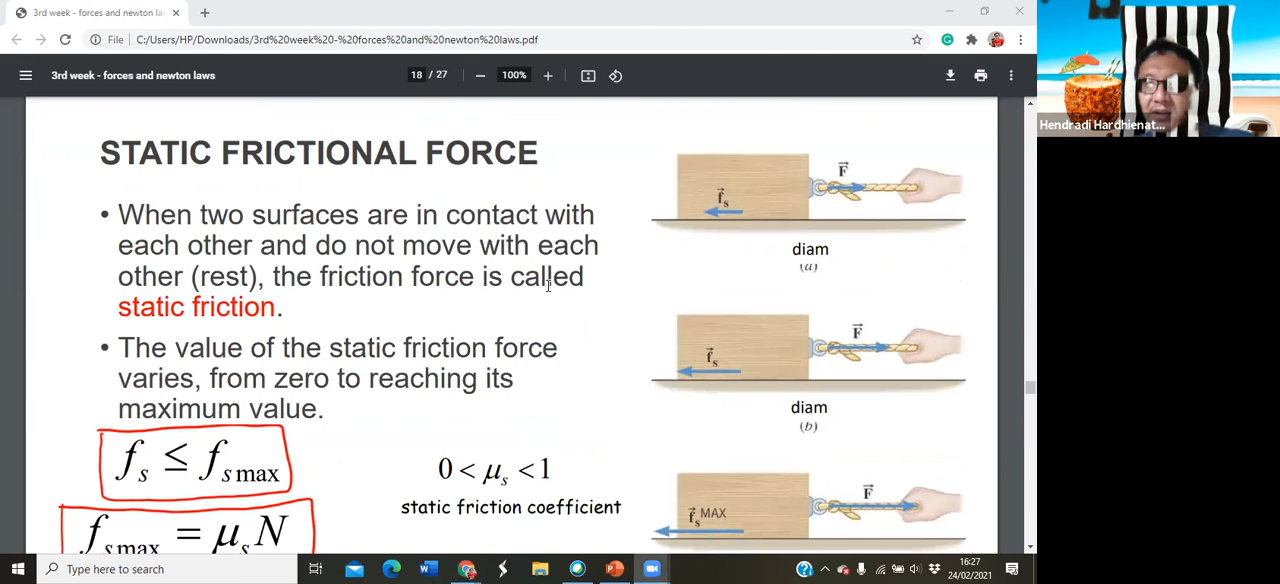 3rd week - forces and newton la
File
C:/Users/HP/Downloads/3rd%20week%20-%20forces%20and%20newton%20laws.pdf
3rd week - forces and newton laws
18 / 27
100%
Hendradi Hardhienat...
STATIC FRICTIONAL FORCE
• When two surfaces are in contact with
each other and do not move with each
other (rest), the friction force is called
static friction.
• The value of the static friction force
varies, from zero to reaching its
maximum value.
f_s ≤ f_s max
f_s max = μ_s N
0 < μ_s < 1
static friction coefficient
f⃗_s
F⃗
diam
(a)
f⃗_s
F⃗
diam
(b)
f⃗_s MAX
F⃗
Type here to search
16:27
24/02/2021